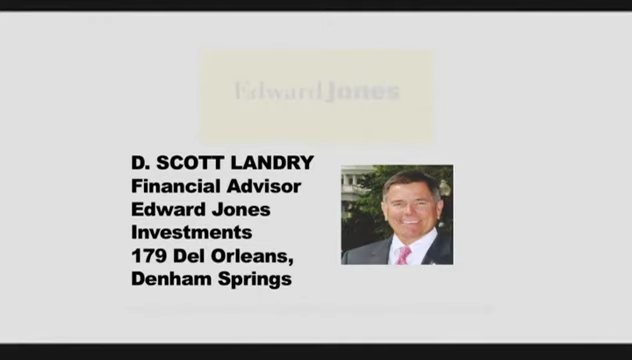 Edward Jones
D. SCOTT LANDRY
Financial Advisor
Edward Jones
Investments
179 Del Orleans,
Denham Springs